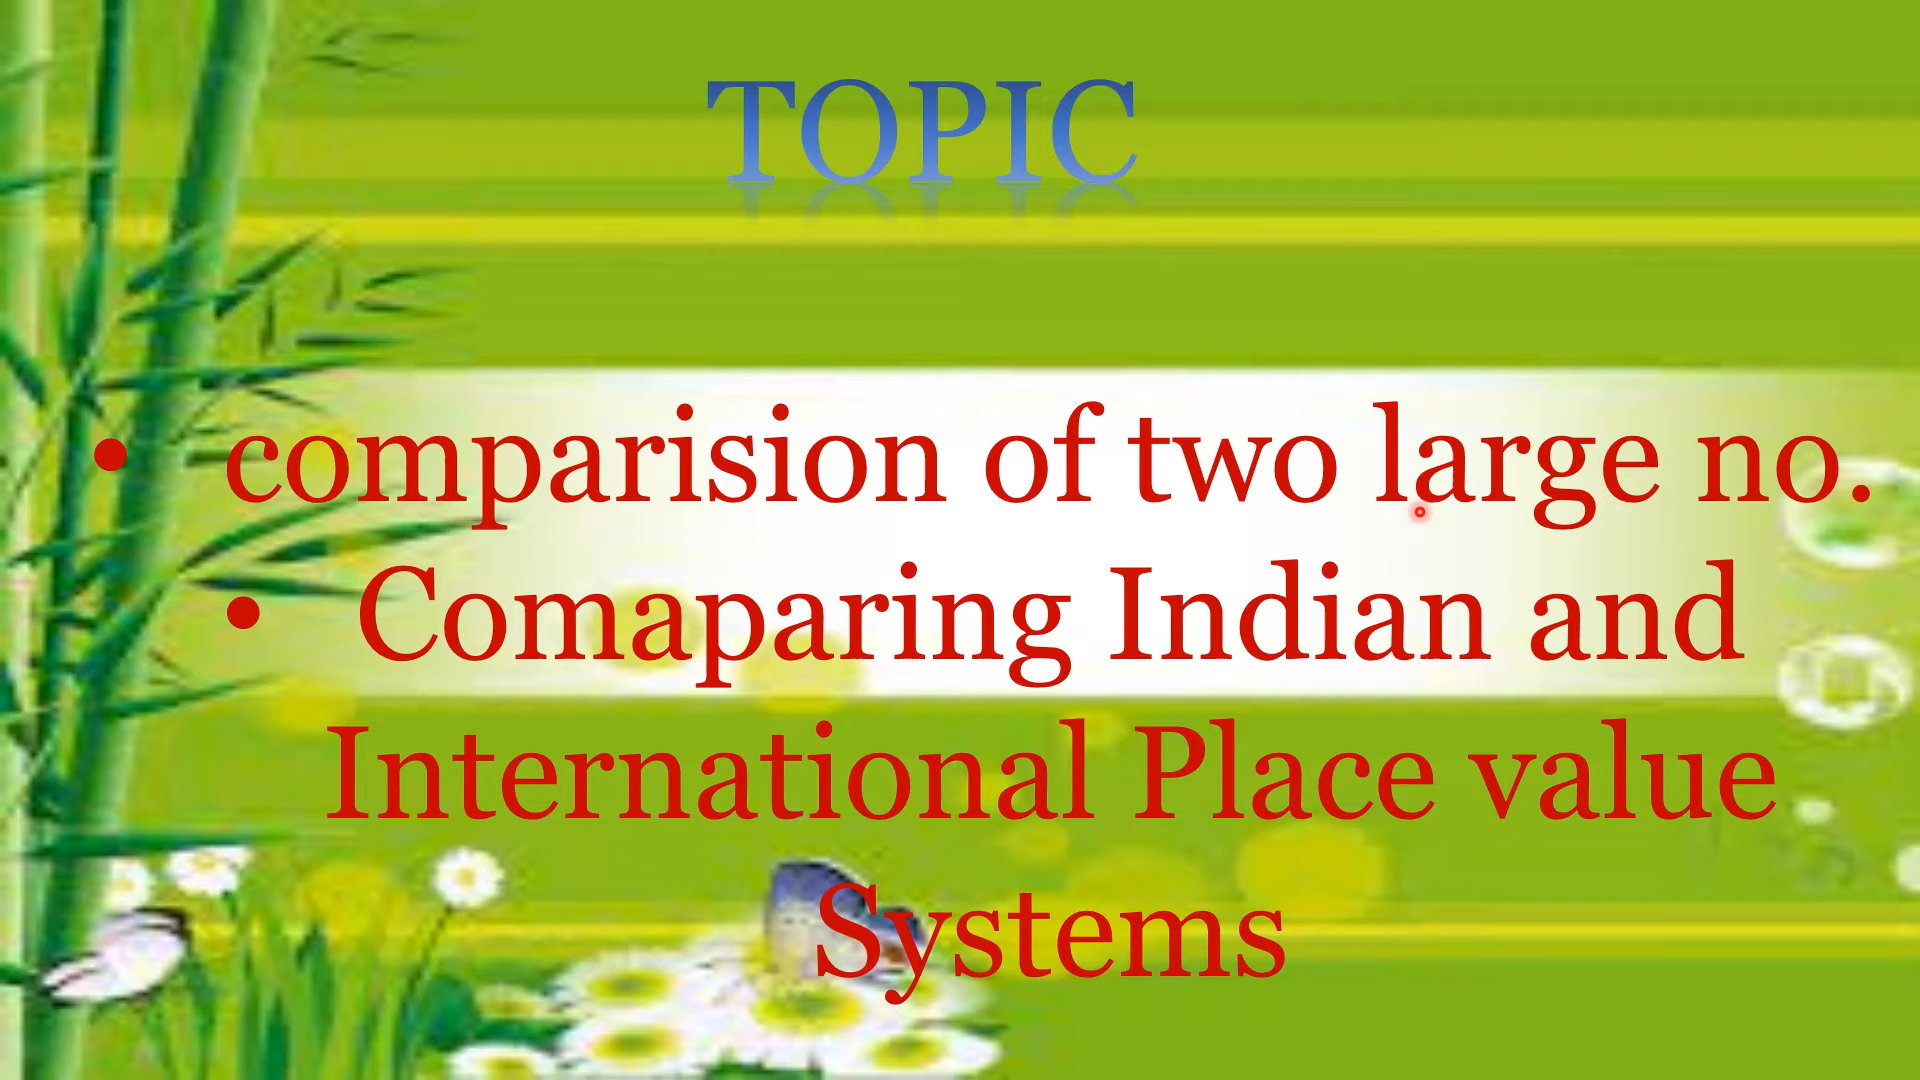 TOPIC
• comparision of two large no.
• Comaparing Indian and
International Place value
Systems